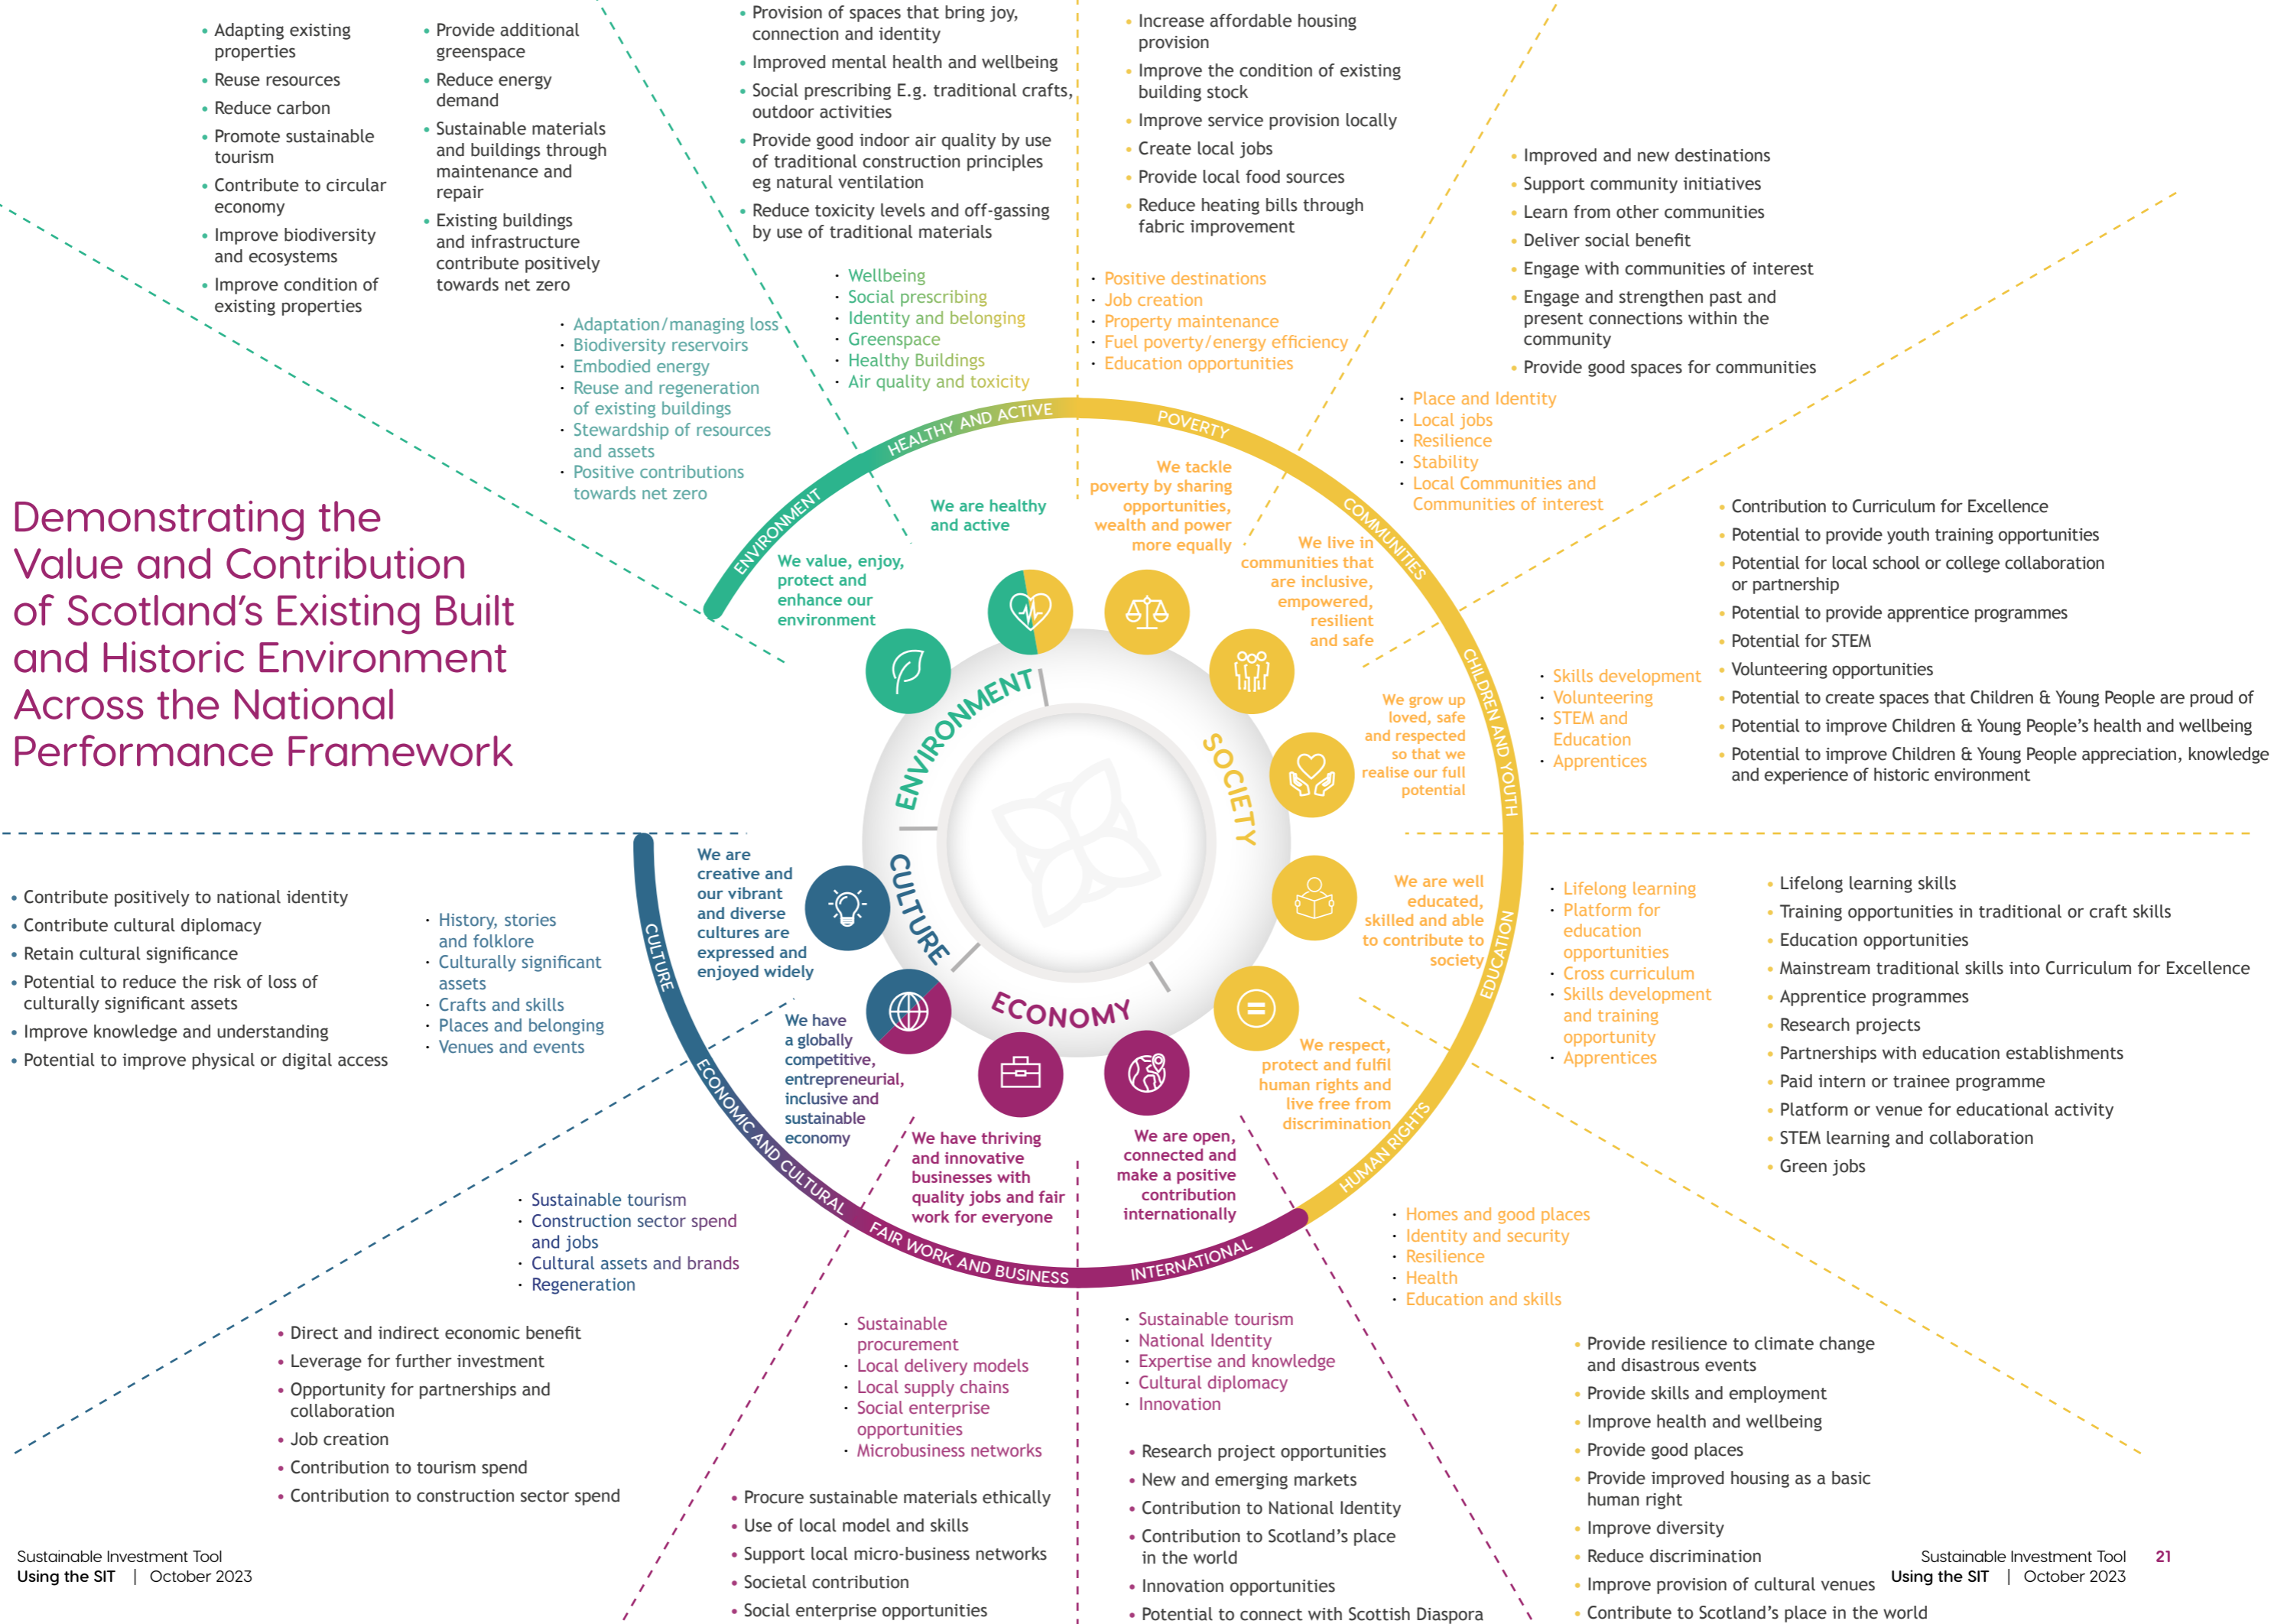 Demonstrating the
Value and Contribution
of Scotland's Existing Built
and Historic Environment
Across the National
Performance Framework
• Adapting existing
properties
• Reuse resources
• Reduce carbon
• Promote sustainable
tourism
• Contribute to circular
economy
• Improve biodiversity
and ecosystems
• Improve condition of
existing properties
• Provide additional
greenspace
• Reduce energy
demand
• Sustainable materials
and buildings through
maintenance and
repair
• Existing buildings
and infrastructure
contribute positively
towards net zero
· Adaptation/managing loss
· Biodiversity reservoirs
· Embodied energy
· Reuse and regeneration
of existing buildings
· Stewardship of resources
and assets
· Positive contributions
towards net zero
ENVIRONMENT
We value, enjoy,
protect and
enhance our
environment
• Provision of spaces that bring joy,
connection and identity
• Improved mental health and wellbeing
• Social prescribing E.g. traditional crafts,
outdoor activities
• Provide good indoor air quality by use
of traditional construction principles
eg natural ventilation
• Reduce toxicity levels and off-gassing
by use of traditional materials
· Wellbeing
· Social prescribing
· Identity and belonging
· Greenspace
· Healthy Buildings
· Air quality and toxicity
HEALTHY AND ACTIVE
We are healthy
and active
• Increase affordable housing
provision
• Improve the condition of existing
building stock
• Improve service provision locally
• Create local jobs
• Provide local food sources
• Reduce heating bills through
fabric improvement
· Positive destinations
· Job creation
· Property maintenance
· Fuel poverty/energy efficiency
· Education opportunities
POVERTY
We tackle
poverty by sharing
opportunities,
wealth and power
more equally
• Improved and new destinations
• Support community initiatives
• Learn from other communities
• Deliver social benefit
• Engage with communities of interest
• Engage and strengthen past and
present connections within the
community
• Provide good spaces for communities
· Place and Identity
· Local jobs
· Resilience
· Stability
· Local Communities and
Communities of interest
COMMUNITIES
We live in
communities that
are inclusive,
empowered,
resilient
and safe
• Contribution to Curriculum for Excellence
• Potential to provide youth training opportunities
• Potential for local school or college collaboration
or partnership
• Potential to provide apprentice programmes
• Potential for STEM
• Volunteering opportunities
• Potential to create spaces that Children & Young People are proud of
• Potential to improve Children & Young People's health and wellbeing
• Potential to improve Children & Young People appreciation, knowledge
and experience of historic environment
· Skills development
· Volunteering
· STEM and
Education
· Apprentices
CHILDREN AND YOUTH
We grow up
loved, safe
and respected
so that we
realise our full
potential
ENVIRONMENT
SOCIETY
CULTURE
ECONOMY
• Lifelong learning skills
• Training opportunities in traditional or craft skills
• Education opportunities
• Mainstream traditional skills into Curriculum for Excellence
• Apprentice programmes
• Research projects
• Partnerships with education establishments
• Paid intern or trainee programme
• Platform or venue for educational activity
• STEM learning and collaboration
• Green jobs
· Lifelong learning
· Platform for
education
opportunities
· Cross curriculum
· Skills development
and training
opportunity
· Apprentices
EDUCATION
We are well
educated,
skilled and able
to contribute to
society
We respect,
protect and fulfil
human rights and
live free from
discrimination
HUMAN RIGHTS
· Homes and good places
· Identity and security
· Resilience
· Health
· Education and skills
• Provide resilience to climate change
and disastrous events
• Provide skills and employment
• Improve health and wellbeing
• Provide good places
• Provide improved housing as a basic
human right
• Improve diversity
• Reduce discrimination
• Improve provision of cultural venues
• Contribute to Scotland's place in the world
We are open,
connected and
make a positive
contribution
internationally
INTERNATIONAL
· Sustainable tourism
· National Identity
· Expertise and knowledge
· Cultural diplomacy
· Innovation
• Research project opportunities
• New and emerging markets
• Contribution to National Identity
• Contribution to Scotland's place
in the world
• Innovation opportunities
• Potential to connect with Scottish Diaspora
We have thriving
and innovative
businesses with
quality jobs and fair
work for everyone
FAIR WORK AND BUSINESS
· Sustainable
procurement
· Local delivery models
· Local supply chains
· Social enterprise
opportunities
· Microbusiness networks
• Procure sustainable materials ethically
• Use of local model and skills
• Support local micro-business networks
• Societal contribution
• Social enterprise opportunities
We have
a globally
competitive,
entrepreneurial,
inclusive and
sustainable
economy
ECONOMIC AND CULTURAL
· Sustainable tourism
· Construction sector spend
and jobs
· Cultural assets and brands
· Regeneration
• Direct and indirect economic benefit
• Leverage for further investment
• Opportunity for partnerships and
collaboration
• Job creation
• Contribution to tourism spend
• Contribution to construction sector spend
We are
creative and
our vibrant
and diverse
cultures are
expressed and
enjoyed widely
CULTURE
· History, stories
and folklore
· Culturally significant
assets
· Crafts and skills
· Places and belonging
· Venues and events
• Contribute positively to national identity
• Contribute cultural diplomacy
• Retain cultural significance
• Potential to reduce the risk of loss of
culturally significant assets
• Improve knowledge and understanding
• Potential to improve physical or digital access
Sustainable Investment Tool
Using the SIT | October 2023
Sustainable Investment Tool 21
Using the SIT | October 2023